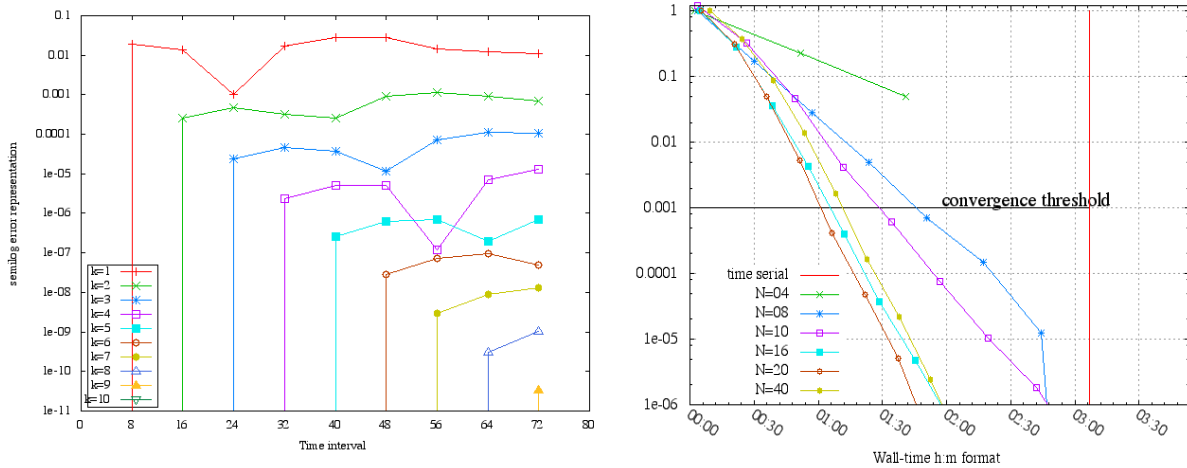 0.1
0.01
0.001
0.0001
1e-05
1e-06
1e-07
1e-08
1e-09
1e-10
1e-11
semilog error representation
k=1
k=2
k=3
k=4
k=5
k=6
k=7
k=8
k=9
k=10
0 8 16 24 32 40 48 56 64 72 80
Time interval
1
0.1
0.01
0.001
0.0001
1e-05
1e-06
convergence threshold
time serial
N=04
N=08
N=10
N=16
N=20
N=40
00:00 00:30 01:00 01:30 02:00 02:30 03:00 03:30
Wall-time h:m format